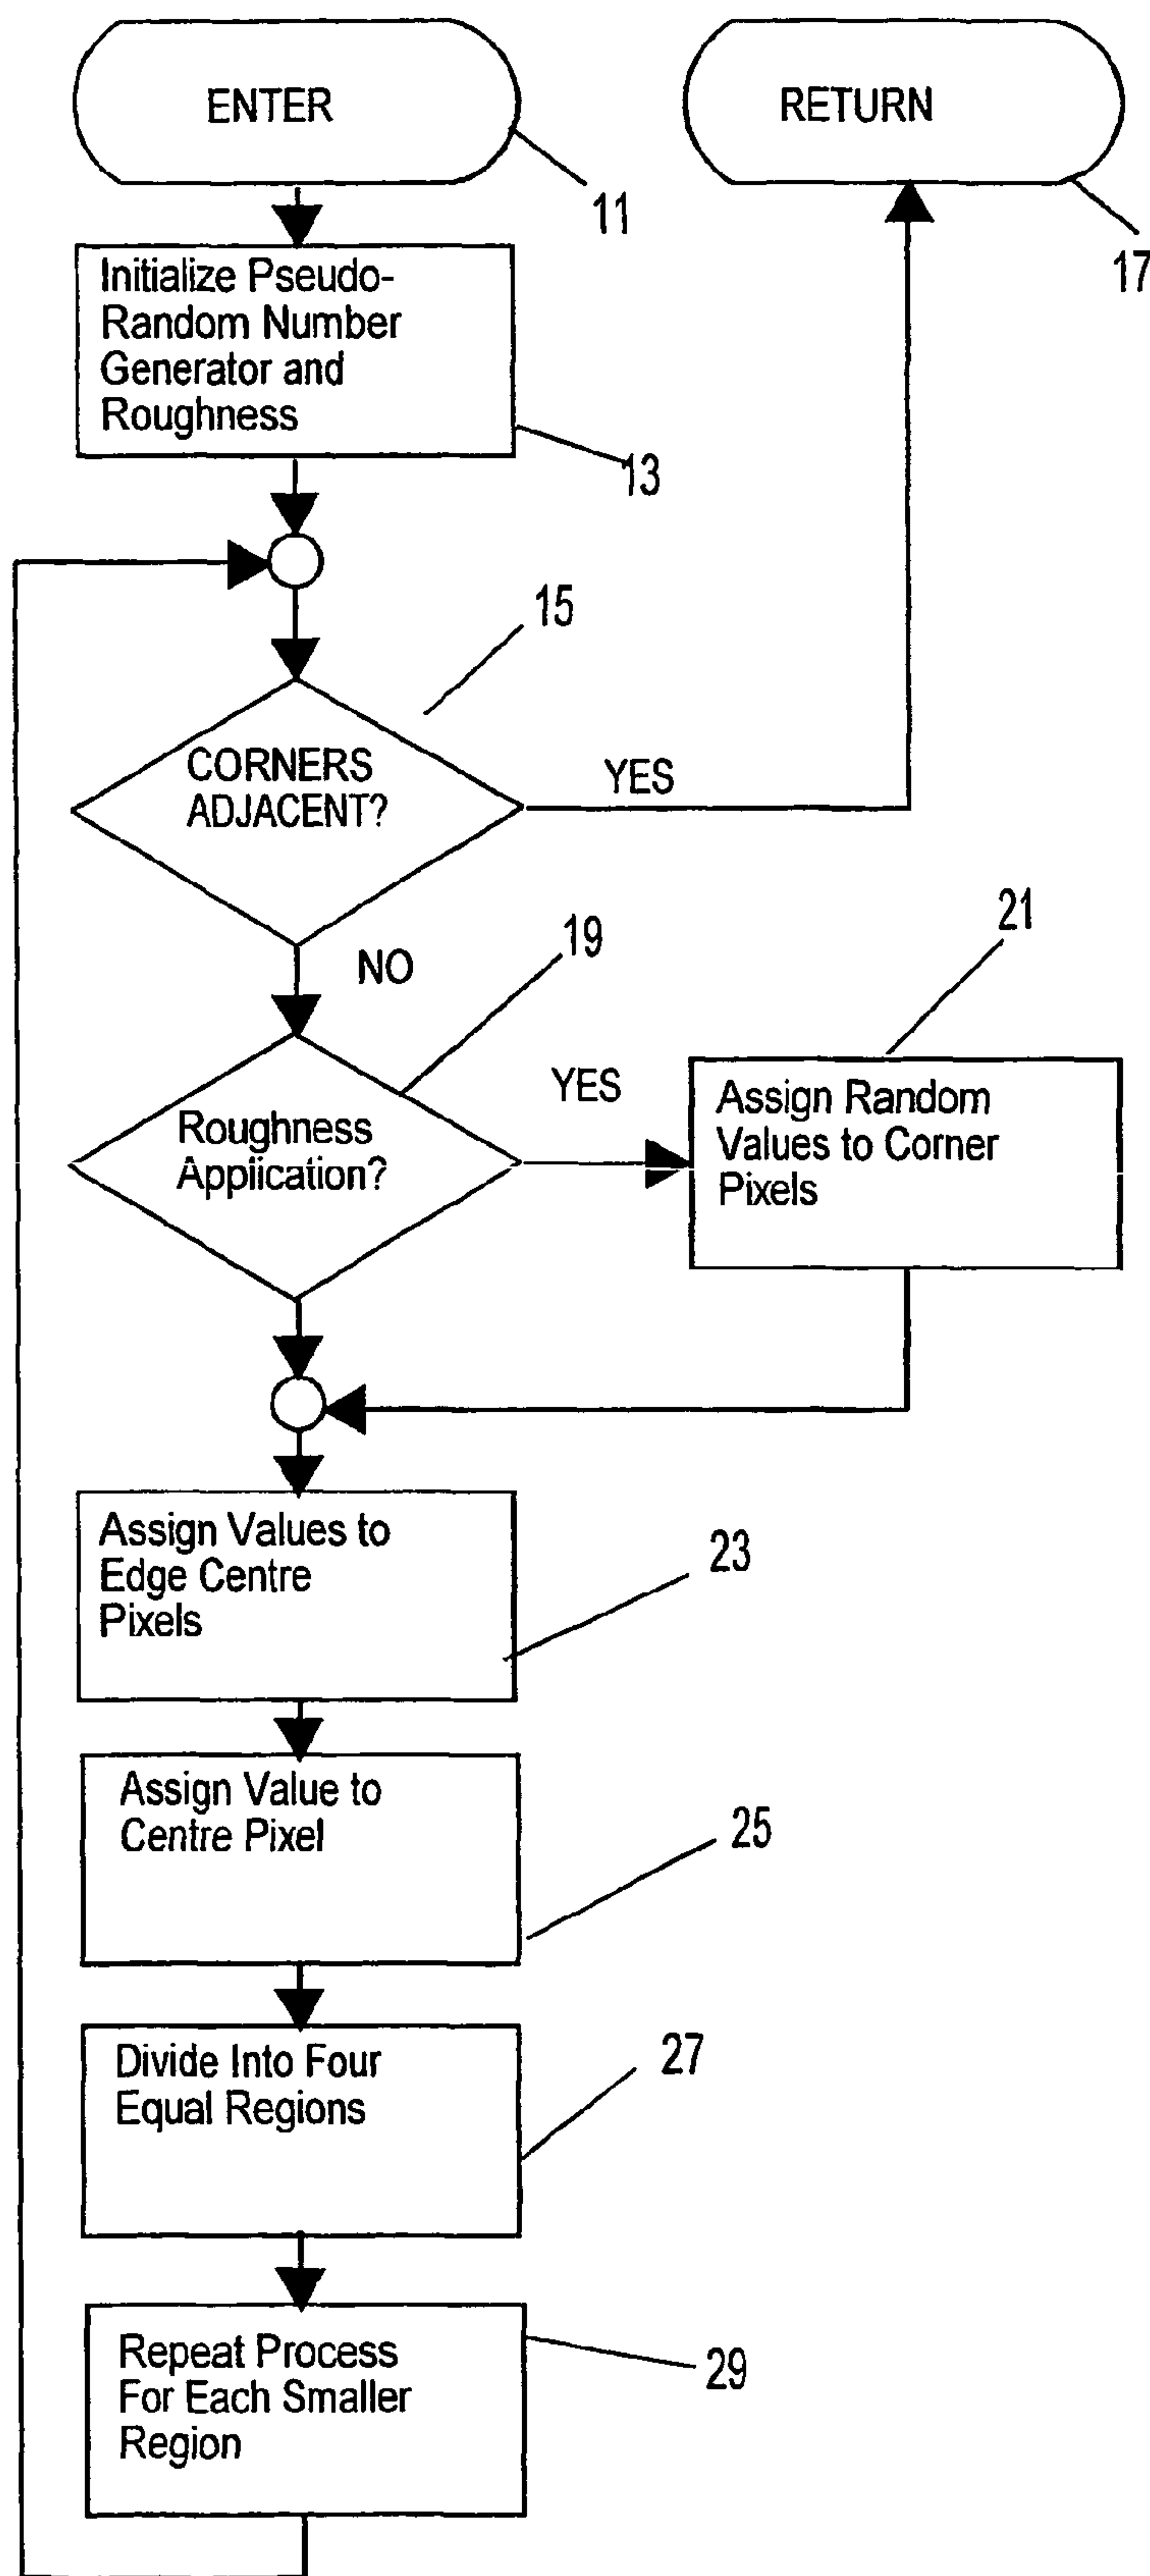 ENTER
RETURN
11
17
Initialize Pseudo-
Random Number
Generator and
Roughness
13
15
CORNERS
ADJACENT?
YES
NO
19
21
Roughness
Application?
YES
Assign Random
Values to Corner
Pixels
Assign Values to
Edge Centre
Pixels
23
Assign Value to
Centre Pixel
25
Divide Into Four
Equal Regions
27
Repeat Process
For Each Smaller
Region
29